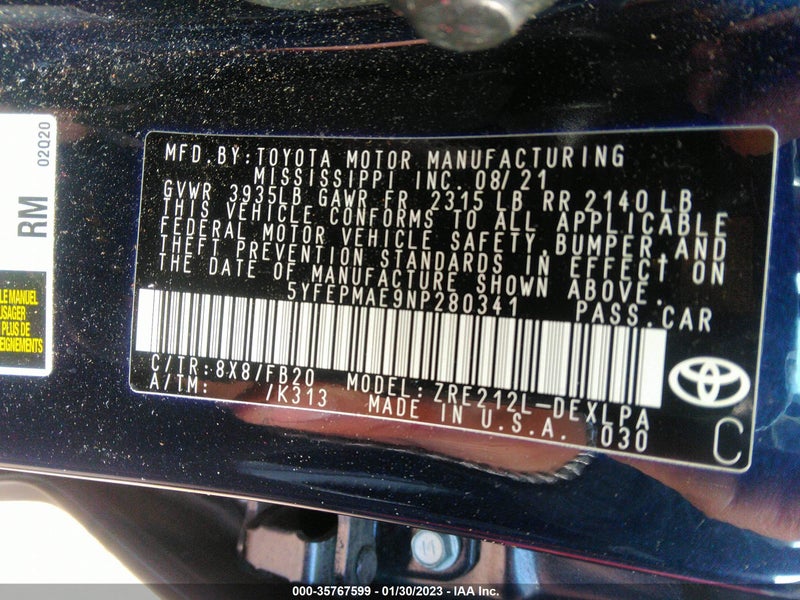 02Q20
RM
LE MANUEL
USAGER
PLUS DE
EIGNEMENTS
MFD.BY:TOYOTA MOTOR MANUFACTURING
MISSISSIPPI INC. 08/21
GVWR 3935LB GAWR FR 2315 LB RR 2140 LB
THIS VEHICLE CONFORMS TO ALL APPLICABLE
FEDERAL MOTOR VEHICLE SAFETY,BUMPER,AND
THEFT PREVENTION STANDARDS IN EFFECT ON
THE DATE OF MANUFACTURE SHOWN ABOVE.
5YFEPMAE9NP280341 PASS.CAR
C/TR:8X8/FB20 MODEL:ZRE212L-DEXLPA
A/TM: /K313 MADE IN U.S.A. 030
C
000-35767599 - 01/30/2023 - IAA Inc.